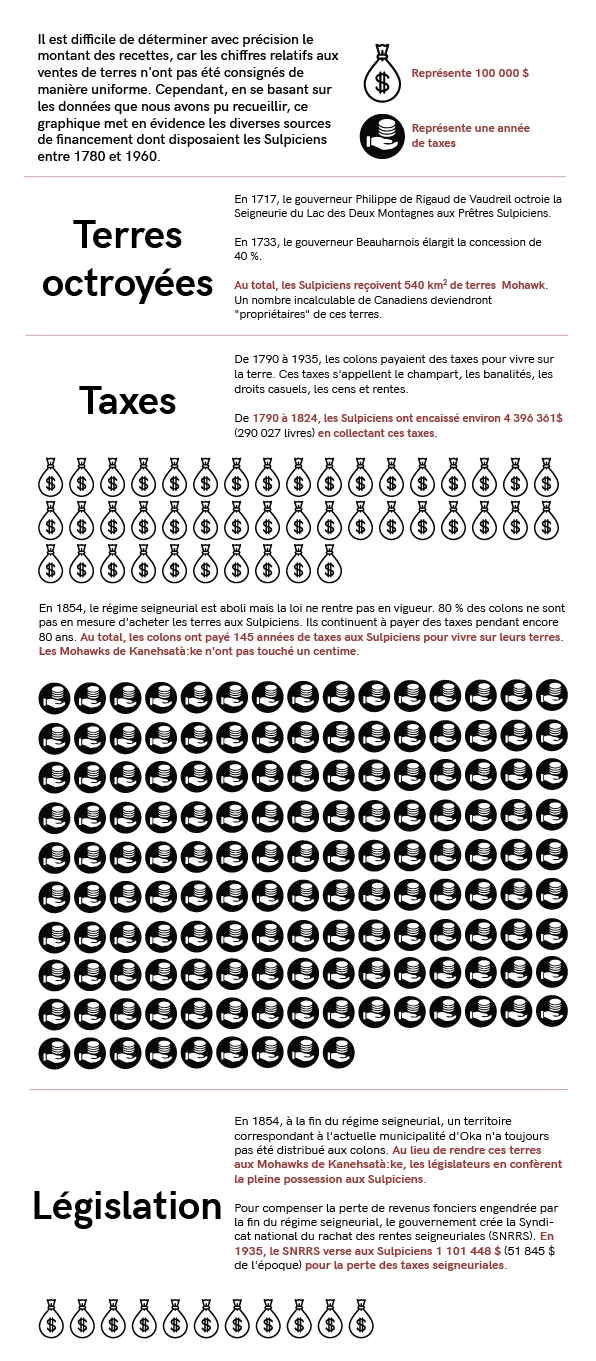 Il est difficile de déterminer avec précision le
montant des recettes, car les chiffres relatifs aux
ventes de terres n'ont pas été consignés de
manière uniforme. Cependant, en se basant sur
les données que nous avons pu recueillir, ce
graphique met en évidence les diverses sources
de financement dont disposaient les Sulpiciens
entre 1780 et 1960.
Représente 100 000 $
Représente une année
de taxes
Terres
octroyées
En 1717, le gouverneur Philippe de Rigaud de Vaudreil octroie la
Seigneurie du Lac des Deux Montagnes aux Prêtres Sulpiciens.
En 1733, le gouverneur Beauharnois élargit la concession de
40 %.
Au total, les Sulpiciens reçoivent 540 km² de terres Mohawk.
Un nombre incalculable de Canadiens deviendront
"propriétaires" de ces terres.
Taxes
De 1790 à 1935, les colons payaient des taxes pour vivre sur
la terre. Ces taxes s'appellent le champart, les banalités, les
droits casuels, les cens et rentes.
De 1790 à 1824, les Sulpiciens ont encaissé environ 4 396 361$
(290 027 livres) en collectant ces taxes.
En 1854, le régime seigneurial est aboli mais la loi ne rentre pas en vigueur. 80 % des colons ne sont
pas en mesure d'acheter les terres aux Sulpiciens. Ils continuent à payer des taxes pendant encore
80 ans. Au total, les colons ont payé 145 années de taxes aux Sulpiciens pour vivre sur leurs terres.
Les Mohawks de Kanehsatà:ke n'ont pas touché un centime.
Législation
En 1854, à la fin du régime seigneurial, un territoire
correspondant à l'actuelle municipalité d'Oka n'a toujours
pas été distribué aux colons. Au lieu de rendre ces terres
aux Mohawks de Kanehsatà:ke, les législateurs en confèrent
la pleine possession aux Sulpiciens.
Pour compenser la perte de revenus fonciers engendrée par
la fin du régime seigneurial, le gouvernement crée la Syndi-
cat national du rachat des rentes seigneuriales (SNRRS). En
1935, le SNRRS verse aux Sulpiciens 1 101 448 $ (51 845 $
de l'époque) pour la perte des taxes seigneuriales.